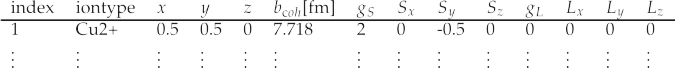 index iontype x y z b_coh[fm] g_S S_x S_y S_z g_L L_x L_y L_z
1 Cu2+ 0.5 0.5 0 7.718 2 0 -0.5 0 0 0 0 0
⋮ ⋮ ⋮ ⋮ ⋮ ⋮ ⋮ ⋮ ⋮ ⋮ ⋮ ⋮ ⋮